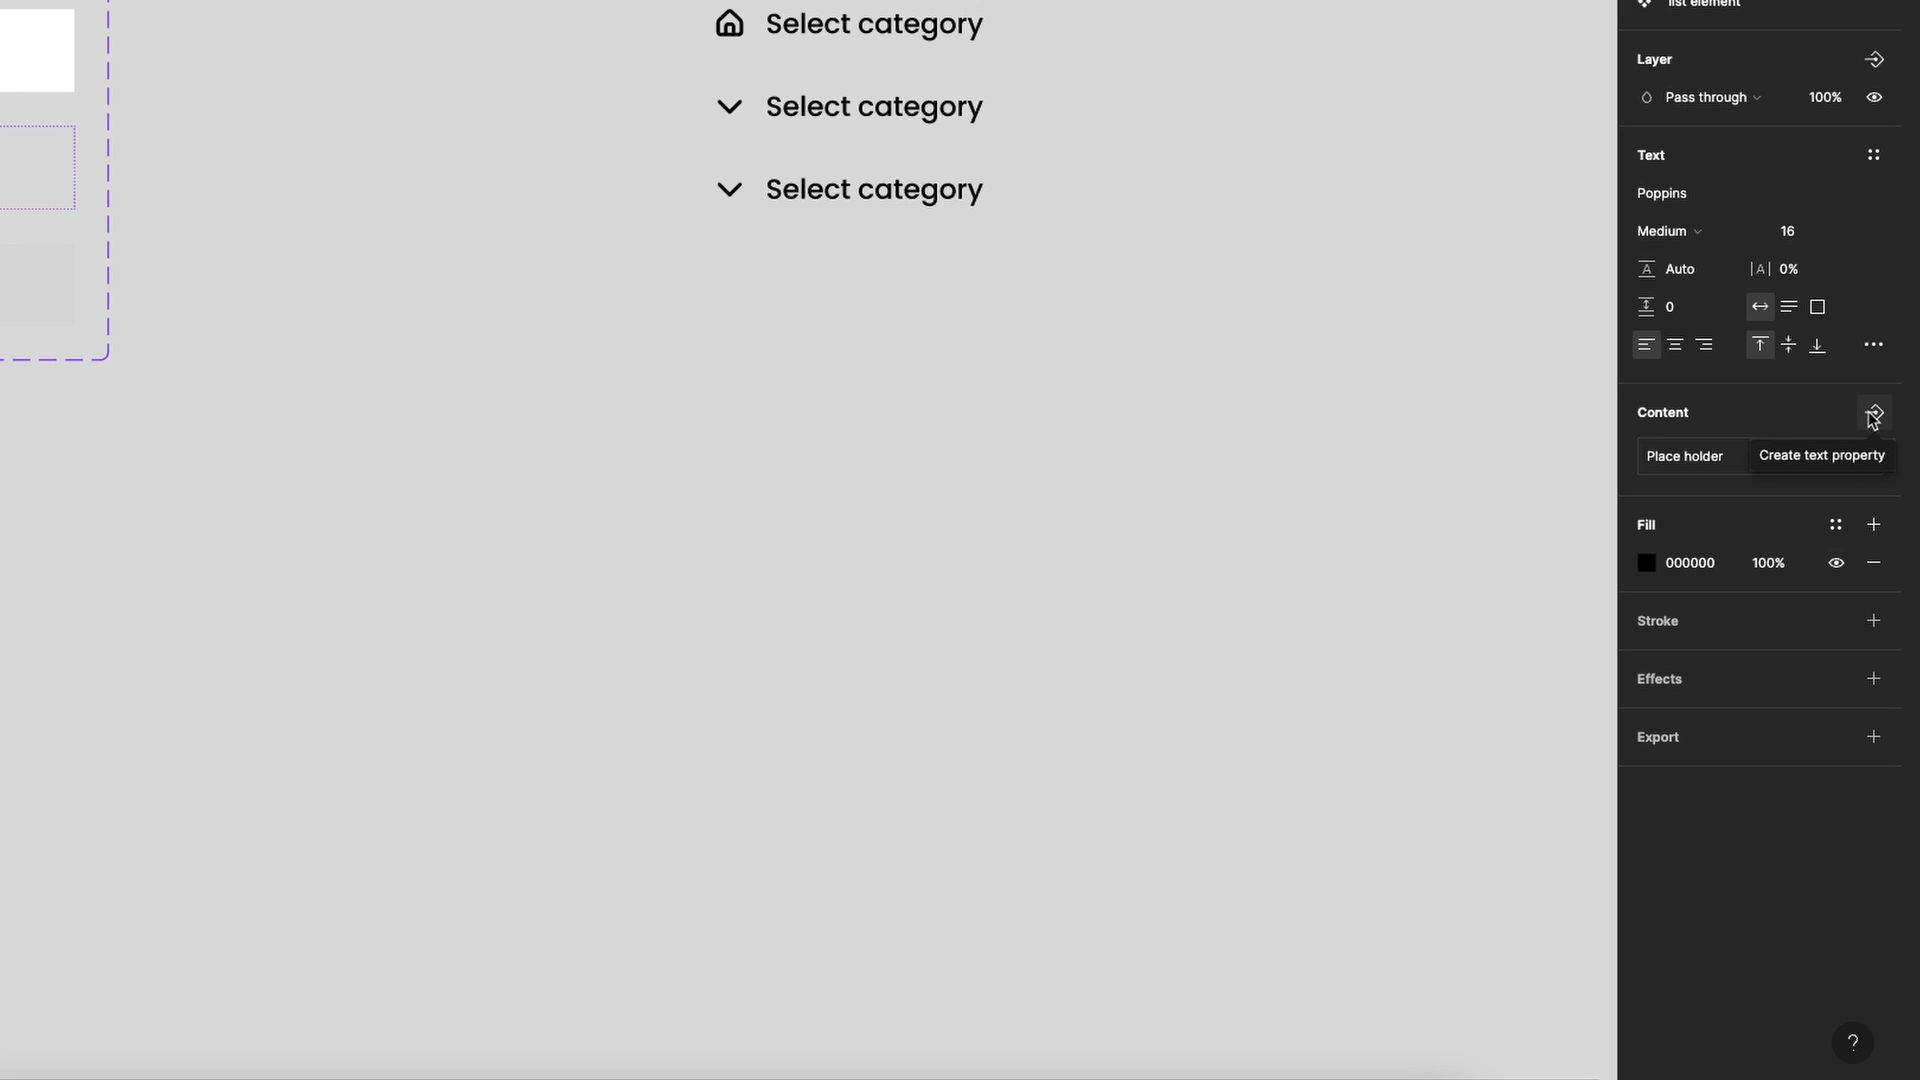 Select category
Select category
Select category
list element
Layer
Pass through 100%
Text
Poppins
Medium 16
Auto 0%
0
Content
Place holder
Create text property
Fill
000000 100%
Stroke
Effects
Export
?